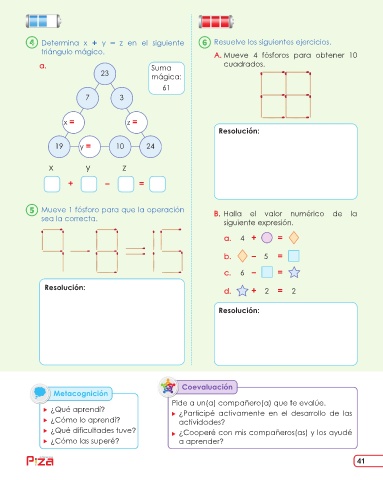 4 Determina x + y − z en el siguiente
triángulo mágico.
a.
Suma
mágica:
61
23
7 3
x = z =
19 y = 10 24
x y z
+ − =
5 Mueve 1 fósforo para que la operación
sea la correcta.
Resolución:
6 Resuelve los siguientes ejercicios.
A. Mueve 4 fósforos para obtener 10
cuadrados.
Resolución:
B. Halla el valor numérico de la
siguiente expresión.
a. 4 + =
b. − 5 =
c. 6 − =
d. + 2 = 2
Resolución:
Metacognición
¿Qué aprendí?
¿Cómo lo aprendí?
¿Qué dificultades tuve?
¿Cómo las superé?
Coevaluación
Pide a un(a) compañero(a) que te evalúe.
¿Participé activamente en el desarrollo de las
actividades?
¿Cooperé con mis compañeros(as) y los ayudé
a aprender?
41